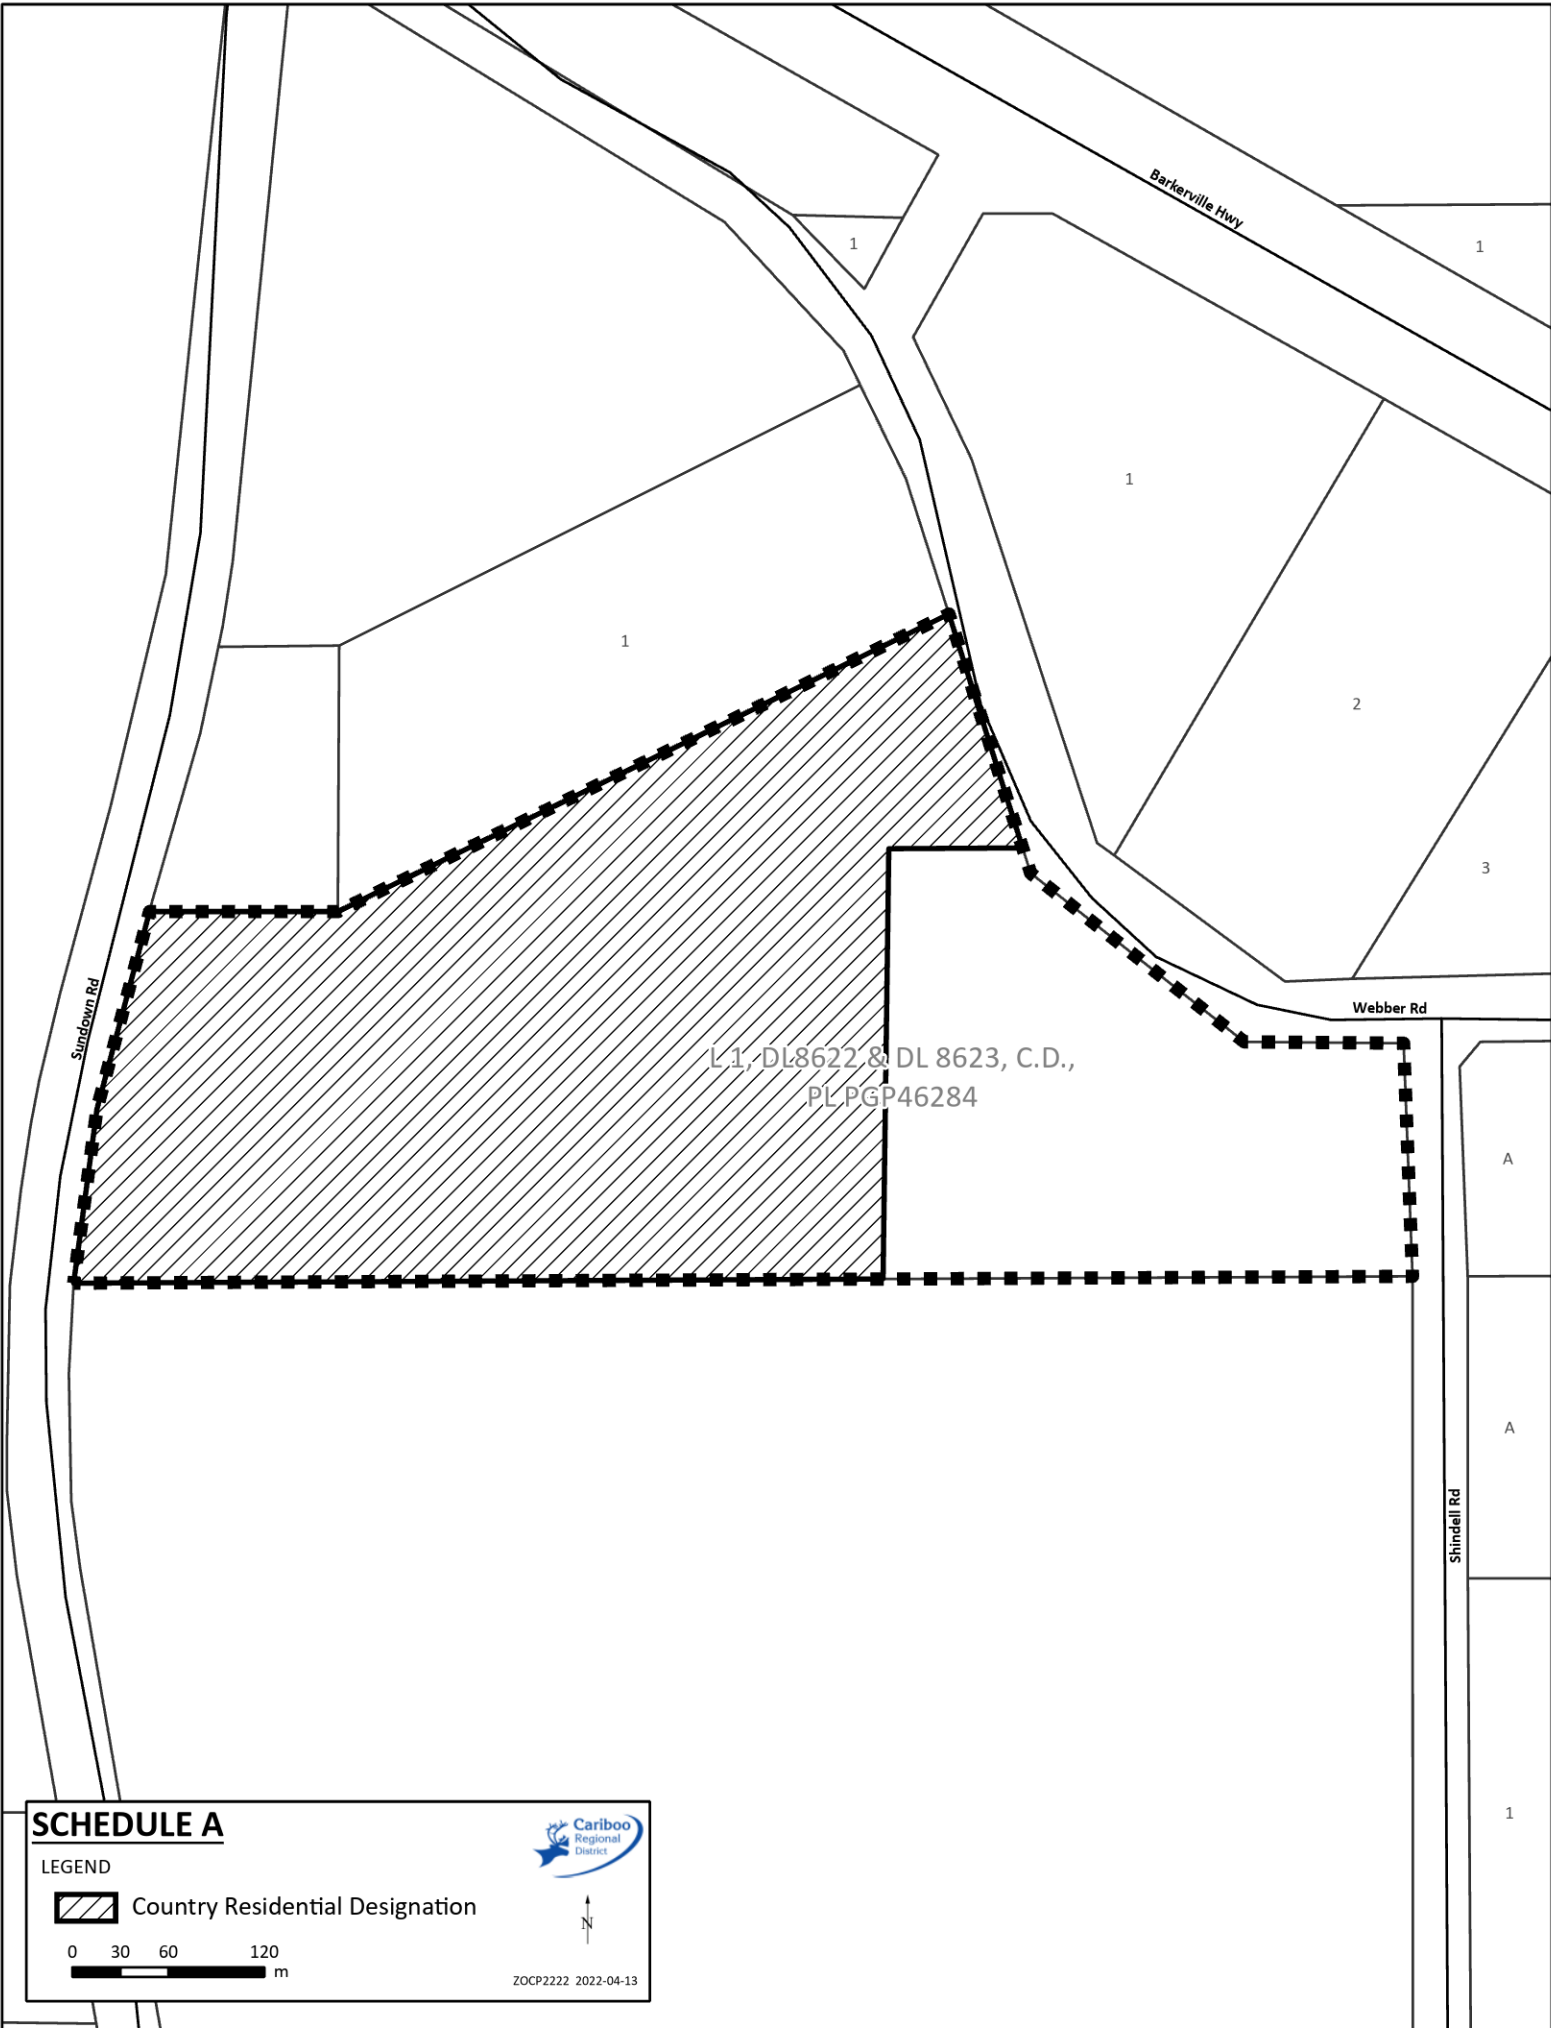 Barkerville Hwy
1
1
1
1
2
3
Sundown Rd
Webber Rd
L 1, DL8622 & DL 8623, C.D.,
PL PGP46284
A
A
Shindell Rd
1
SCHEDULE A
Cariboo
Regional
District
LEGEND
Country Residential Designation
N
0 30 60 120
m
ZOCP2222 2022-04-13